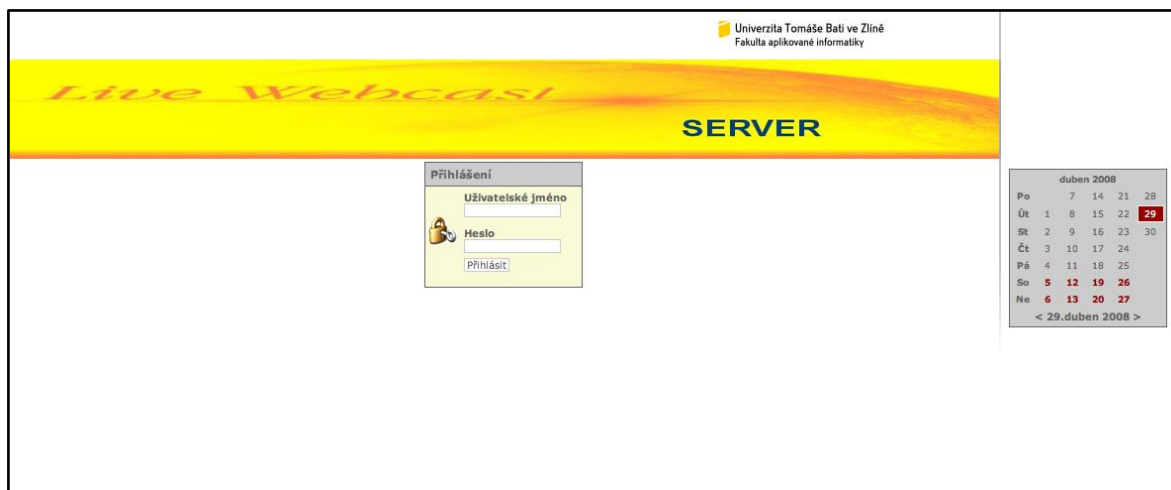 Univerzita Tomáše Bati ve Zlíně
Fakulta aplikované informatiky
Live Webcast
SERVER
Přihlášení
Uživatelské jméno
Heslo
Přihlásit
duben 2008
Po 7 14 21 28
Út 1 8 15 22 29
St 2 9 16 23 30
Čt 3 10 17 24
Pá 4 11 18 25
So 5 12 19 26
Ne 6 13 20 27
< 29.duben 2008 >